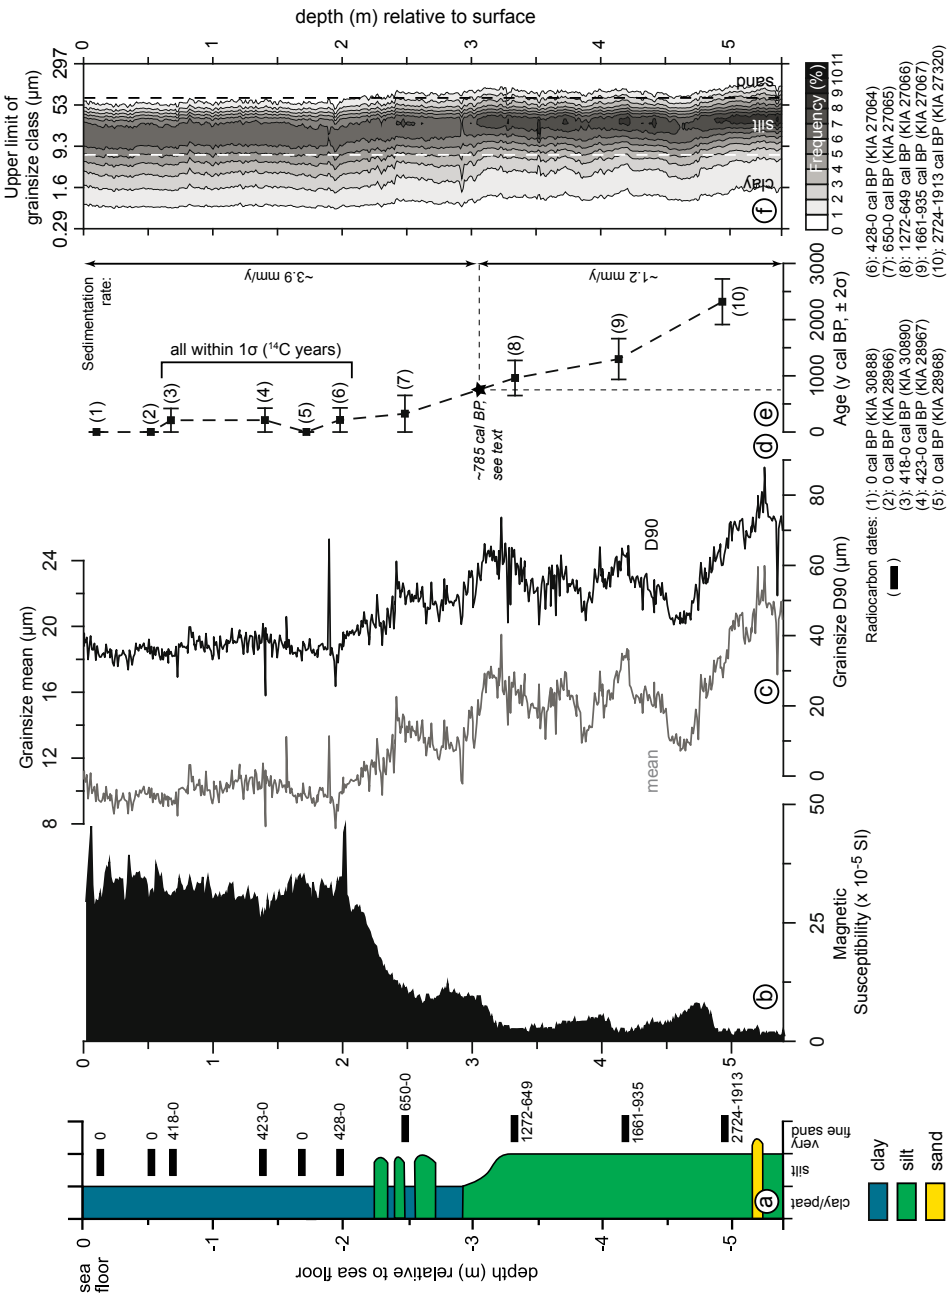 depth (m) relative to surface
0 1 2 3 4 5
Upper limit of
grainsize class (μm)
297
53
9.3
1.6
0.29
sand
silt
clay
f
Frequency (%)
0 1 2 3 4 5 6 7 8 9 10 11
Sedimentation
rate:
~3.9 mm/y
~1.2 mm/y
all within 1σ (¹⁴C years)
(1)
(2)
(3)
(4)
(5)
(6)
(7)
(8)
(9)
(10)
~785 cal BP,
see text
0 1000 2000 3000
Age (y cal BP, ± 2σ)
e
d
Grainsize mean (μm)
8 12 16 20 24
D90
mean
0 20 40 60 80
Grainsize D90 (μm)
c
0 25 50
Magnetic
Susceptibility (x 10⁻⁵ SI)
b
0 1 2 3 4 5
0
0
418-0
423-0
0
428-0
650-0
1272-649
1661-935
2724-1913
clay/peat
silt
very
fine sand
a
sea
floor
0 -1 -2 -3 -4 -5
depth (m) relative to sea floor
clay
silt
sand
Radiocarbon dates:
( )
(1): 0 cal BP (KIA 30888)
(2): 0 cal BP (KIA 28966)
(3): 418-0 cal BP (KIA 30890)
(4): 423-0 cal BP (KIA 28967)
(5): 0 cal BP (KIA 28968)
(6): 428-0 cal BP (KIA 27064)
(7): 650-0 cal BP (KIA 27065)
(8): 1272-649 cal BP (KIA 27066)
(9): 1661-935 cal BP (KIA 27067)
(10): 2724-1913 cal BP (KIA 27320)